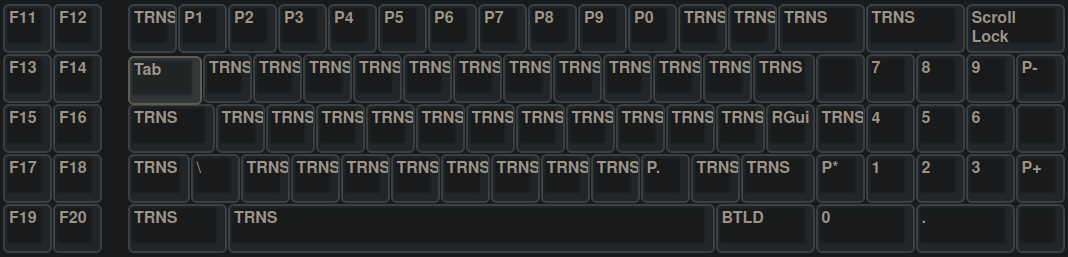 F11 F12 TRNS P1 P2 P3 P4 P5 P6 P7 P8 P9 P0 TRNS TRNS TRNS TRNS Scroll Lock
F13 F14 Tab TRNS TRNS TRNS TRNS TRNS TRNS TRNS TRNS TRNS TRNS TRNS TRNS 7 8 9 P-
F15 F16 TRNS TRNS TRNS TRNS TRNS TRNS TRNS TRNS TRNS TRNS TRNS TRNS RGui TRNS 4 5 6
F17 F18 TRNS \ TRNS TRNS TRNS TRNS TRNS TRNS TRNS TRNS P. TRNS TRNS P* 1 2 3 P+
F19 F20 TRNS TRNS BTLD 0 .